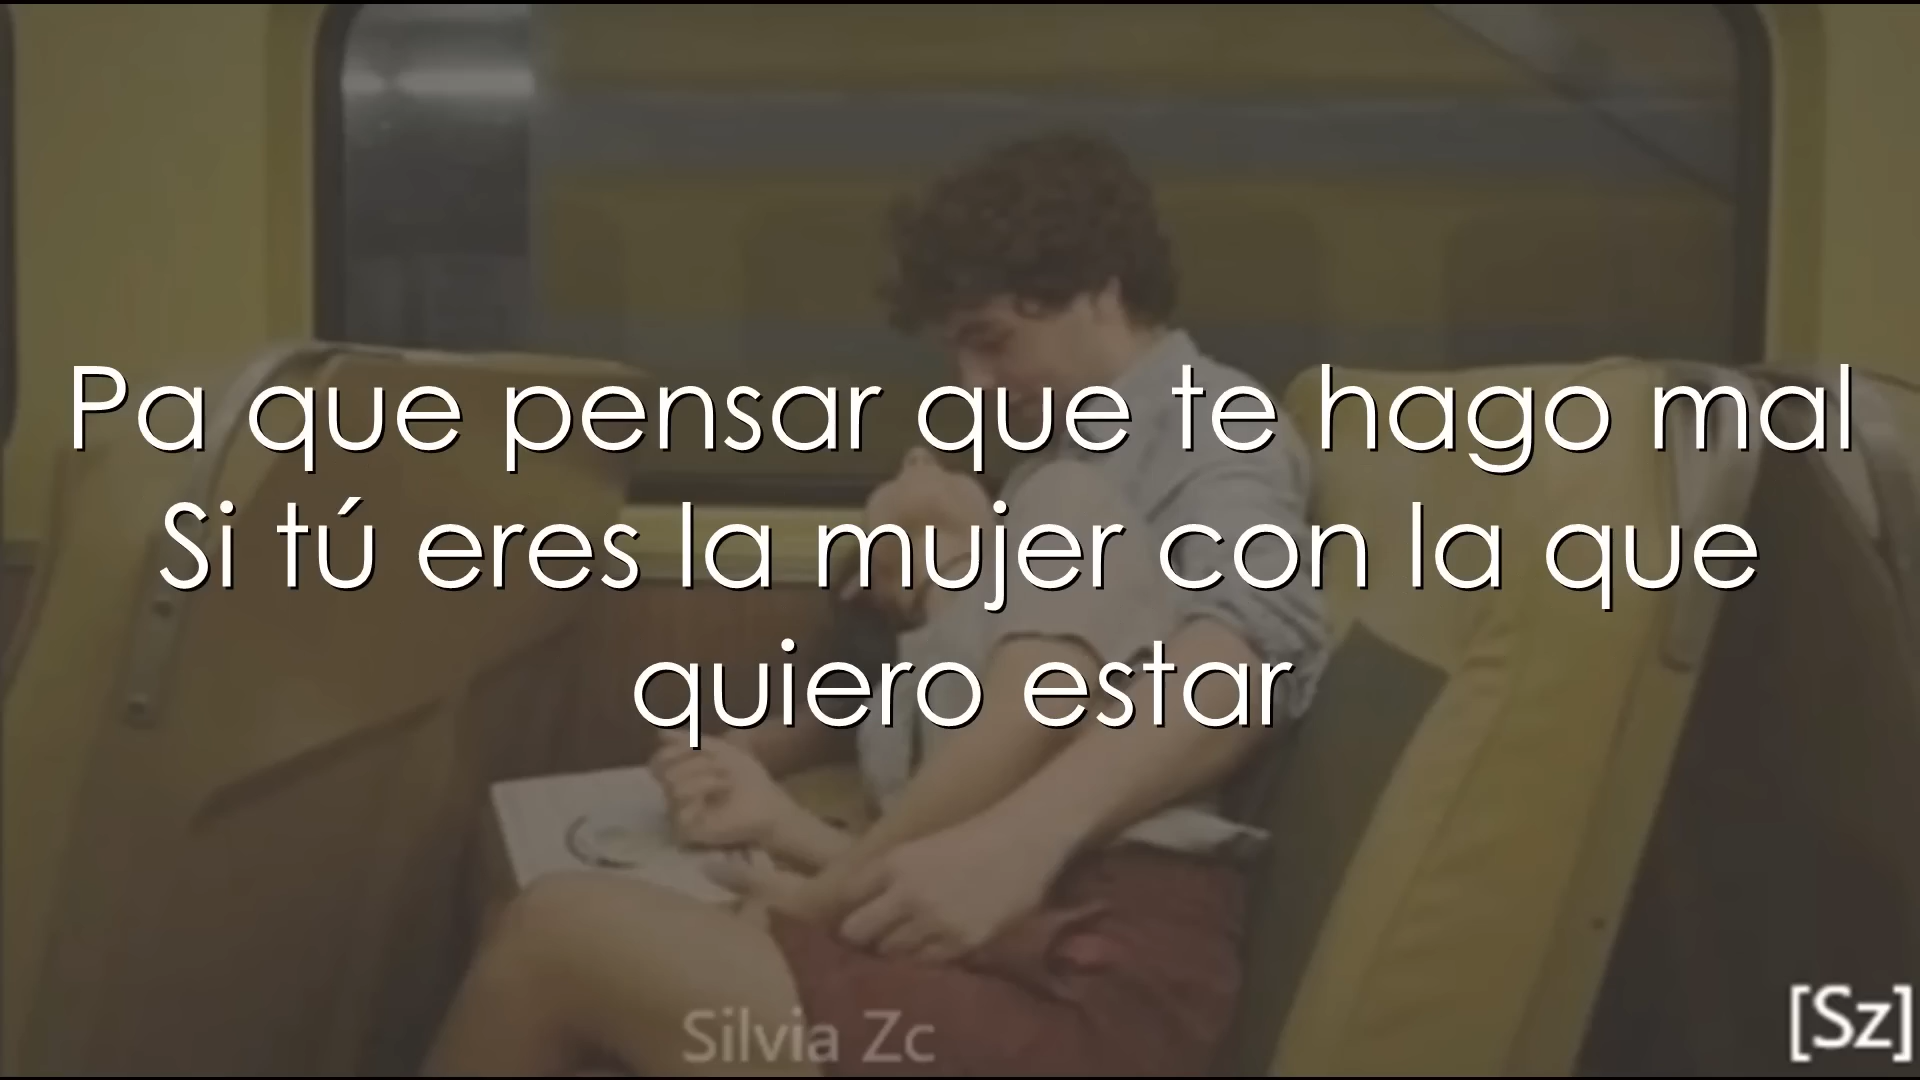 Pa que pensar que te hago mal
Si tú eres la mujer con la que
quiero estar
Silvia Zc
[Sz]